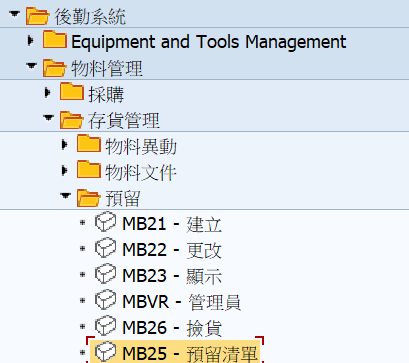 後勤系統
Equipment and Tools Management
物料管理
採購
存貨管理
物料異動
物料文件
預留
MB21 - 建立
MB22 - 更改
MB23 - 顯示
MBVR - 管理員
MB26 - 撿貨
MB25 - 預留清單